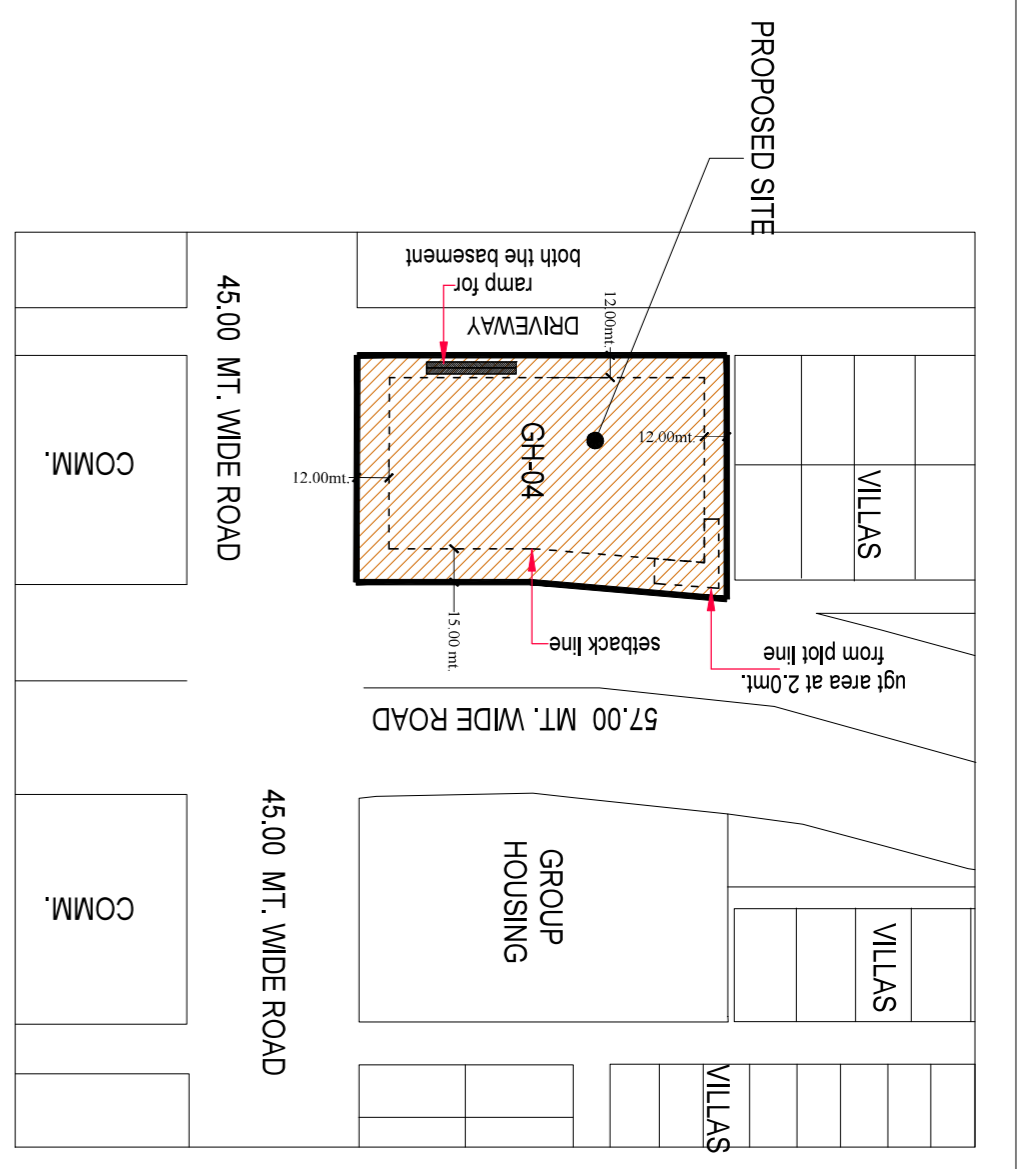 PROPOSED SITE
ramp for
both the basement
DRIVEWAY
12.00mt.
45.00 MT. WIDE ROAD
COMM.
12.00mt.
GH-04
12.00mt.
VILLAS
15.00 mt.
setback line
ugt area at 2.0mt.
from plot line
57.00 MT. WIDE ROAD
45.00 MT. WIDE ROAD
COMM.
GROUP
HOUSING
VILLAS
VILLAS